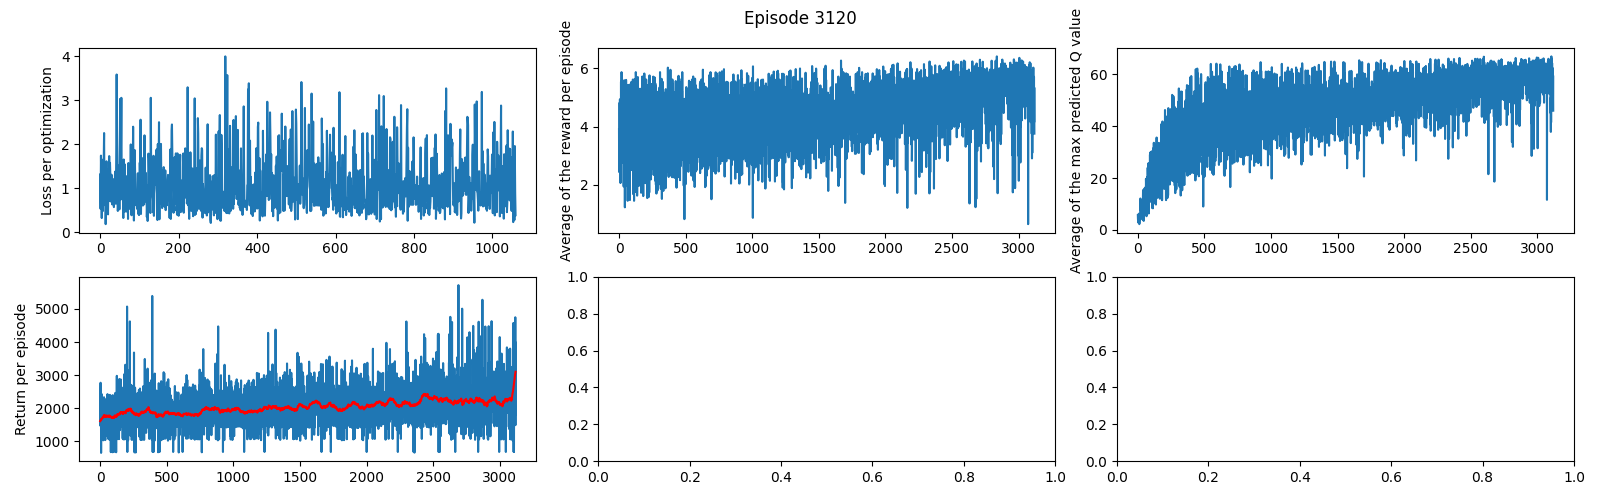 Episode 3120
Loss per optimization
4
3
2
1
0
0 200 400 600 800 1000
Average of the reward per episode
6
4
2
0 500 1000 1500 2000 2500 3000
Average of the max predicted Q value
60
40
20
0
0 500 1000 1500 2000 2500 3000
Return per episode
5000
4000
3000
2000
1000
0 500 1000 1500 2000 2500 3000
1.0
0.8
0.6
0.4
0.2
0.0
0.0 0.2 0.4 0.6 0.8 1.0
1.0
0.8
0.6
0.4
0.2
0.0
0.0 0.2 0.4 0.6 0.8 1.0